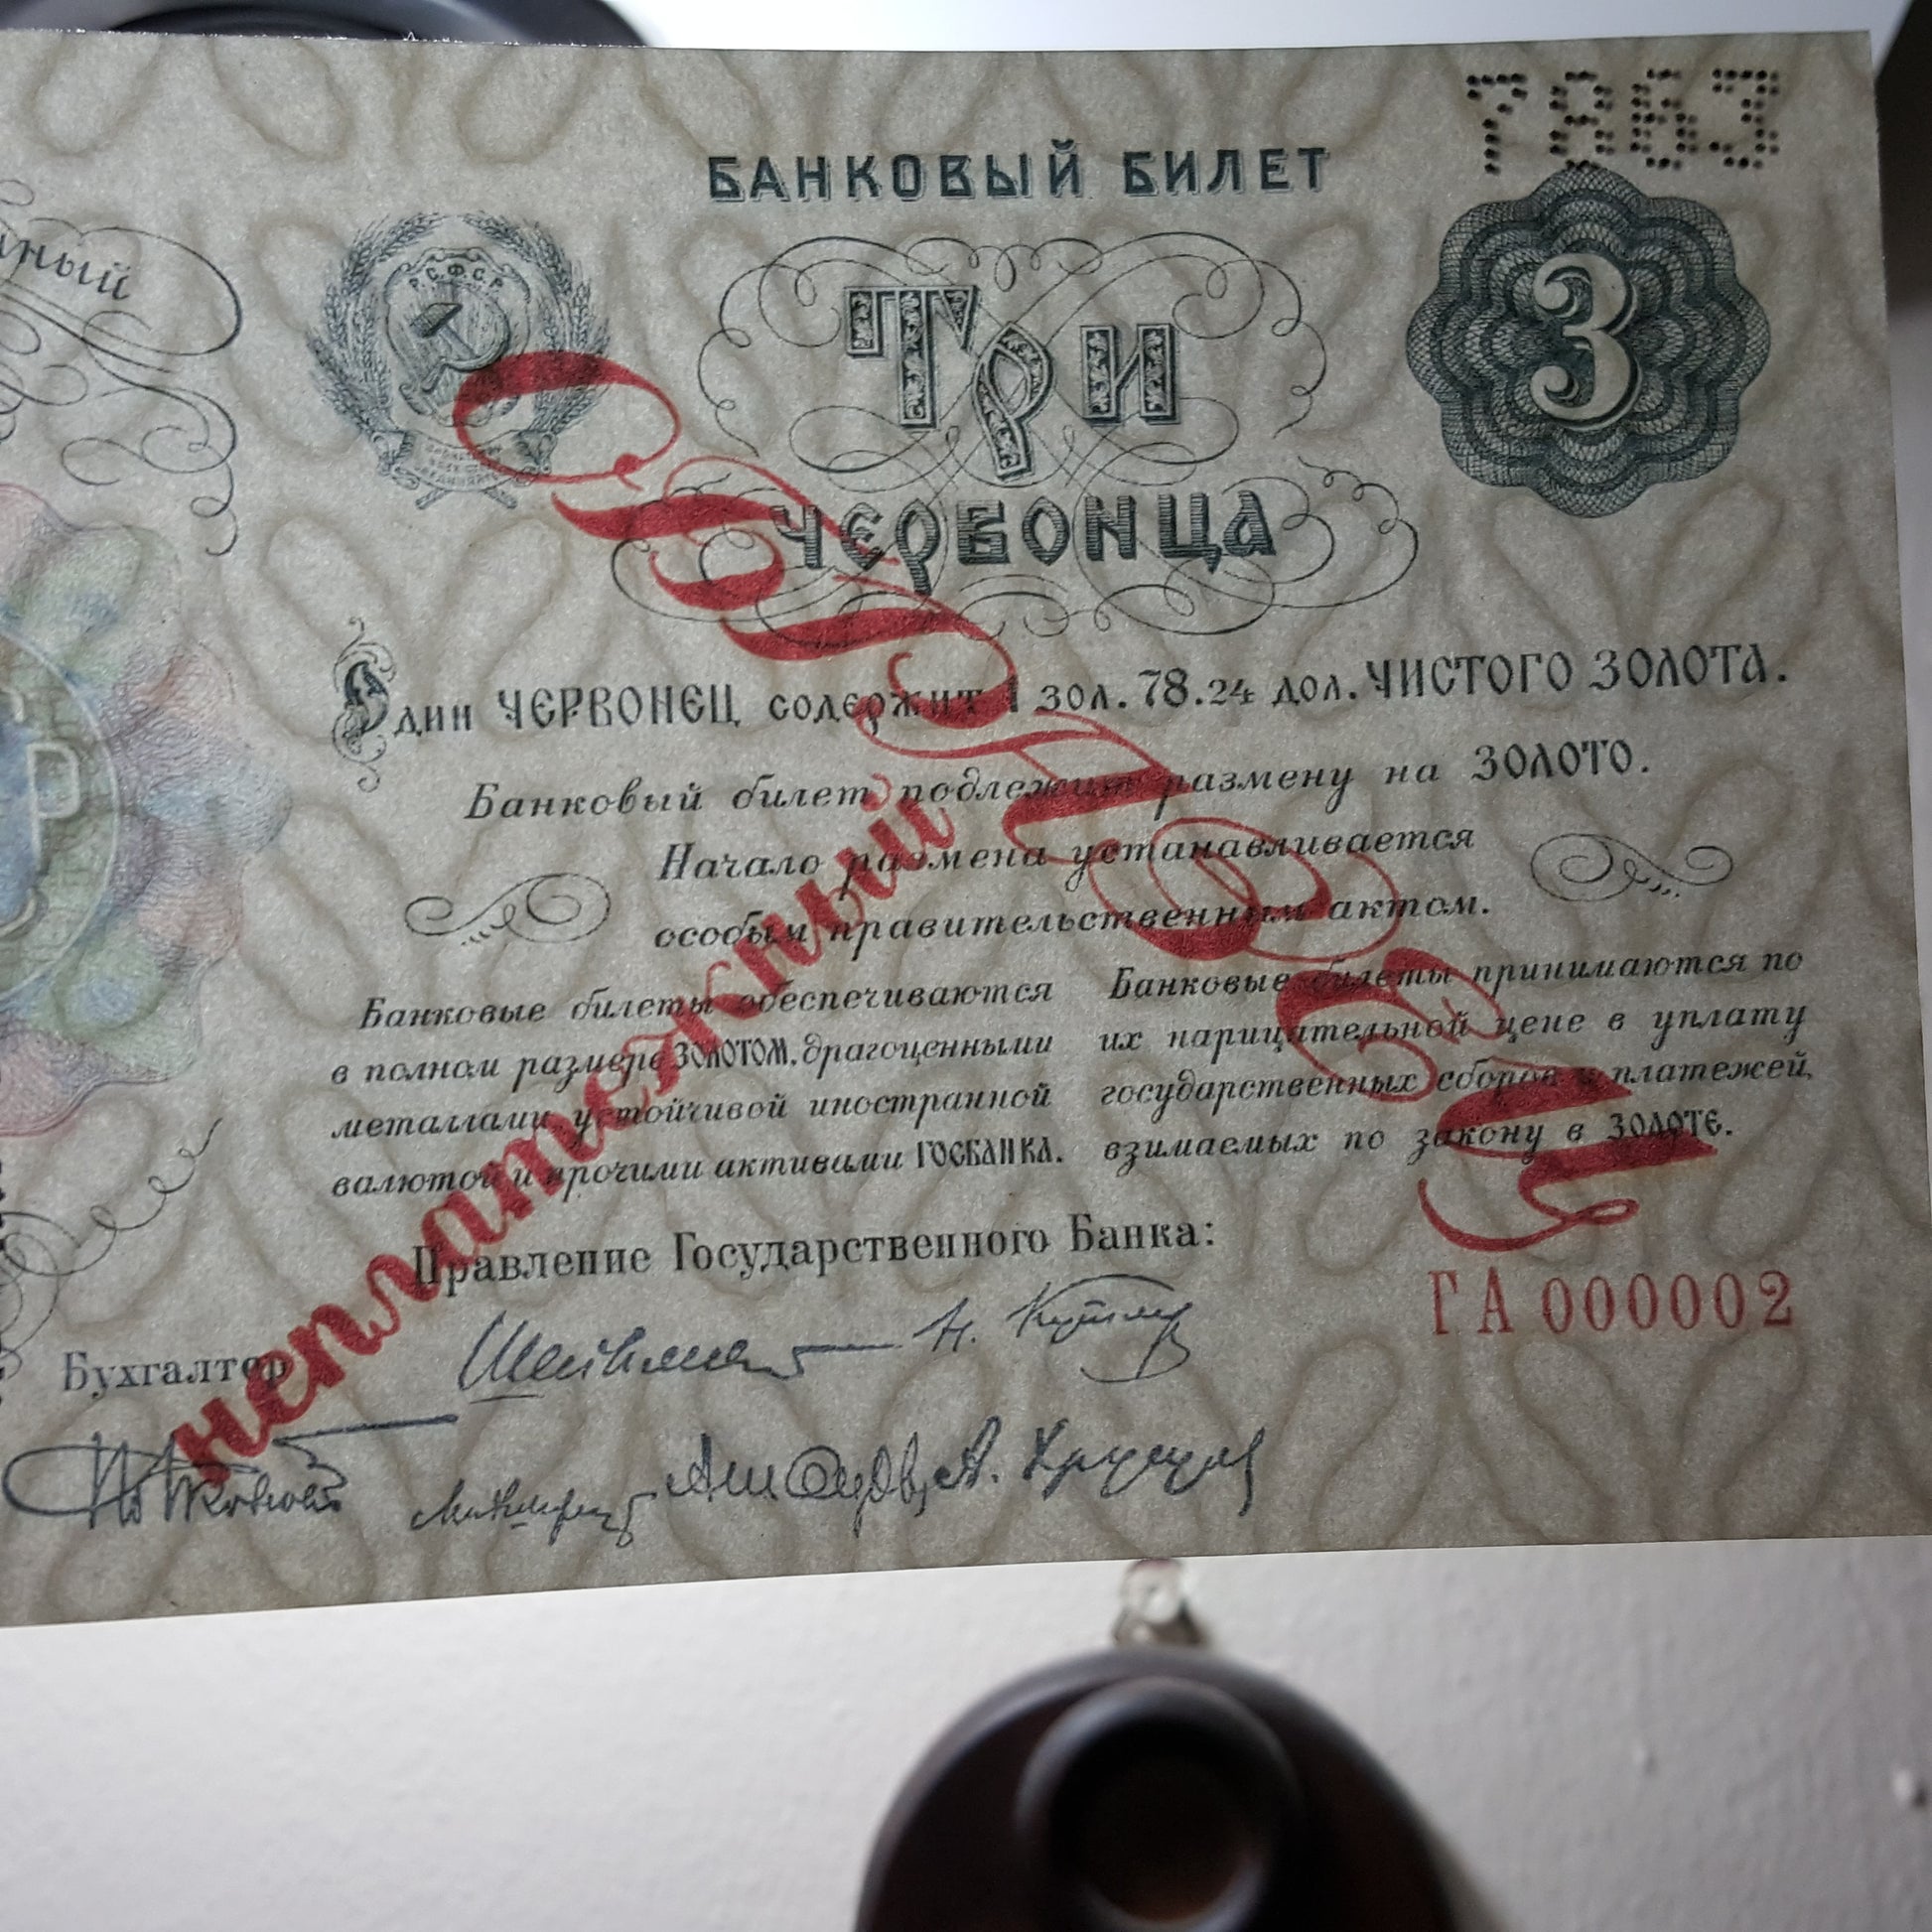 7863
БАНКОВЫЙ БИЛЕТ
Р.С.Ф.С.Р.
3
Три
ЧЕРВОНЦА
ОБРАЗЕЦ
Один ЧЕРВОНЕЦ содержит 1 зол. 78.24 дол. ЧИСТОГО ЗОЛОТА.
Банковый билет подлежит размену на ЗОЛОТО.
Начало размена устанавливается
особым правительственным актом.
неплатежный
Банковые билеты обеспечиваются
в полном размере ЗОЛОТОМ, драгоценными
металлами, устойчивой иностранной
валютой и прочими активами ГОСБАНКА.
Банковые билеты принимаются по
их нарицательной цене в уплату
государственных сборов и платежей,
взимаемых по закону в ЗОЛОТЕ.
Правление Государственного Банка:
ГА 000002
Бухгалтер